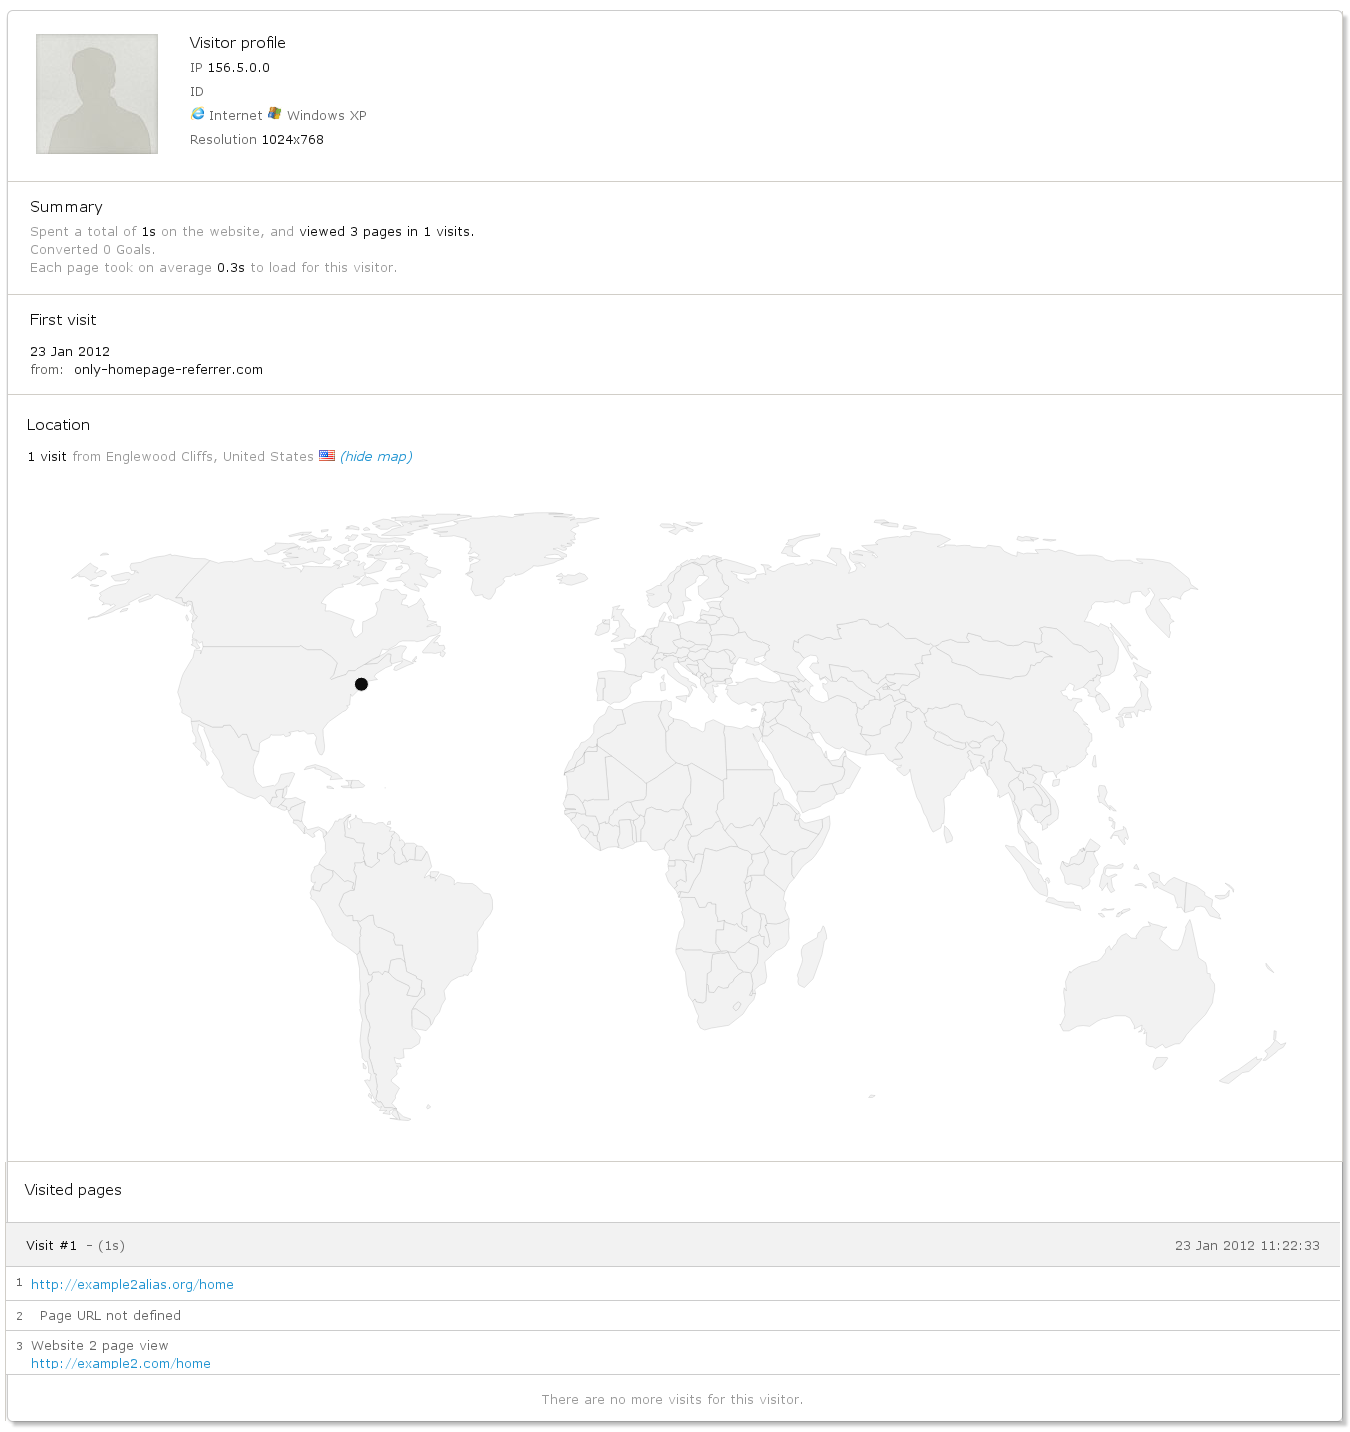 Visitor profile
IP 156.5.0.0
ID
Internet Windows XP
Resolution 1024x768
Summary
Spent a total of 1s on the website, and viewed 3 pages in 1 visits.
Converted 0 Goals.
Each page took on average 0.3s to load for this visitor.
First visit
23 Jan 2012
from: only-homepage-referrer.com
Location
1 visit from Englewood Cliffs, United States (hide map)
Visited pages
Visit #1 - (1s) 23 Jan 2012 11:22:33
1 http://example2alias.org/home
2 Page URL not defined
3 Website 2 page view
http://example2.com/home
There are no more visits for this visitor.